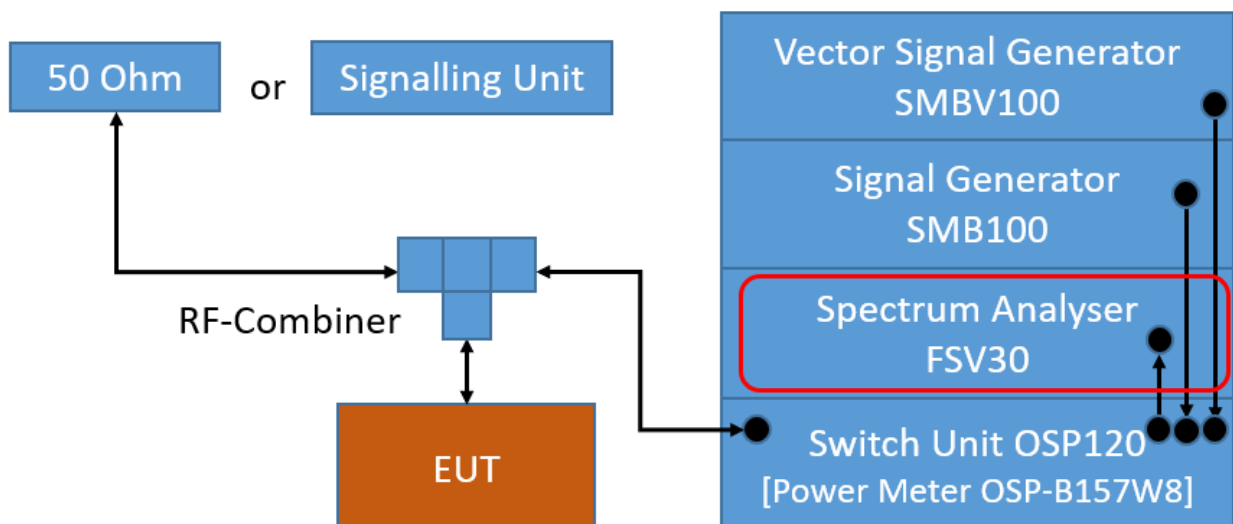 50 Ohm
or
Signalling Unit
RF-Combiner
EUT
Vector Signal Generator
SMBV100
Signal Generator
SMB100
Spectrum Analyser
FSV30
Switch Unit OSP120
[Power Meter OSP-B157W8]